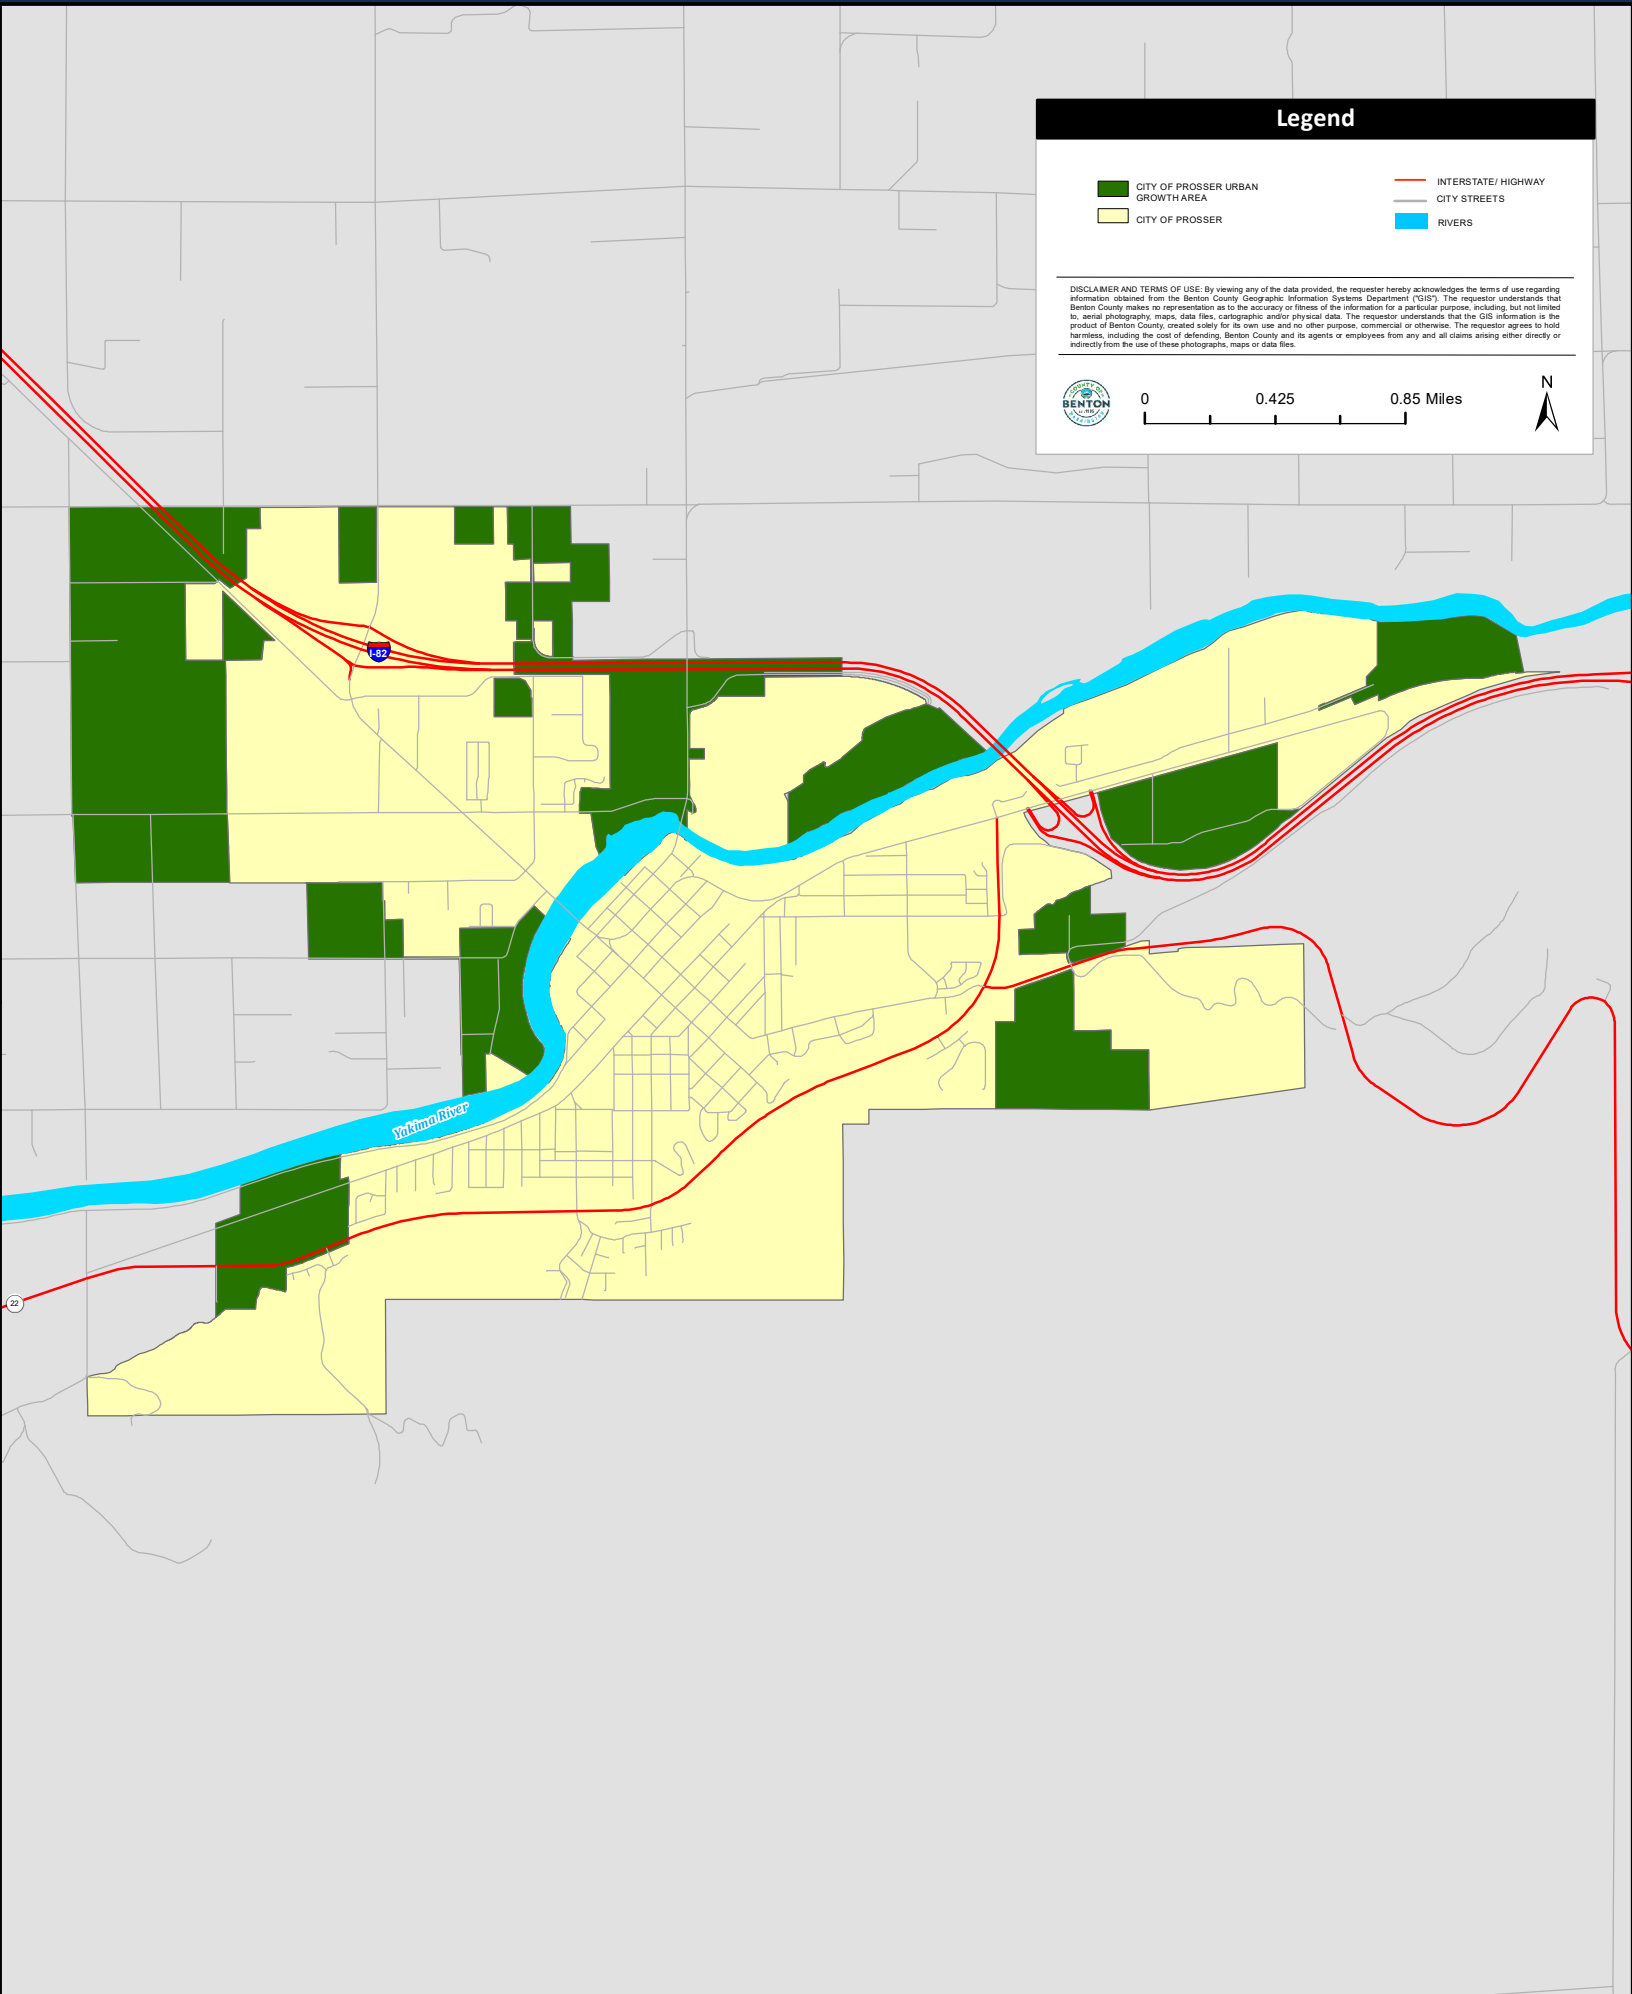 Legend
CITY OF PROSSER URBAN
GROWTH AREA
CITY OF PROSSER
INTERSTATE/ HIGHWAY
CITY STREETS
RIVERS
DISCLAIMER AND TERMS OF USE: By viewing any of the data provided, the requester hereby acknowledges the terms of use regarding
information obtained from the Benton County Geographic Information Systems Department ("GIS"). The requestor understands that
Benton County makes no representation as to the accuracy or fitness of the information for a particular purpose, including, but not limited
to, aerial photography, maps, data files, cartographic and/or physical data. The requestor understands that the GIS information is the
product of Benton County, created solely for its own use and no other purpose, commercial or otherwise. The requestor agrees to hold
harmless, including the cost of defending, Benton County and its agents or employees from any and all claims arising either directly or
indirectly from the use of these photographs, maps or data files.
COUNTY OF
BENTON
WASHINGTON
0 0.425 0.85 Miles
N
I-82
Yakima River
22